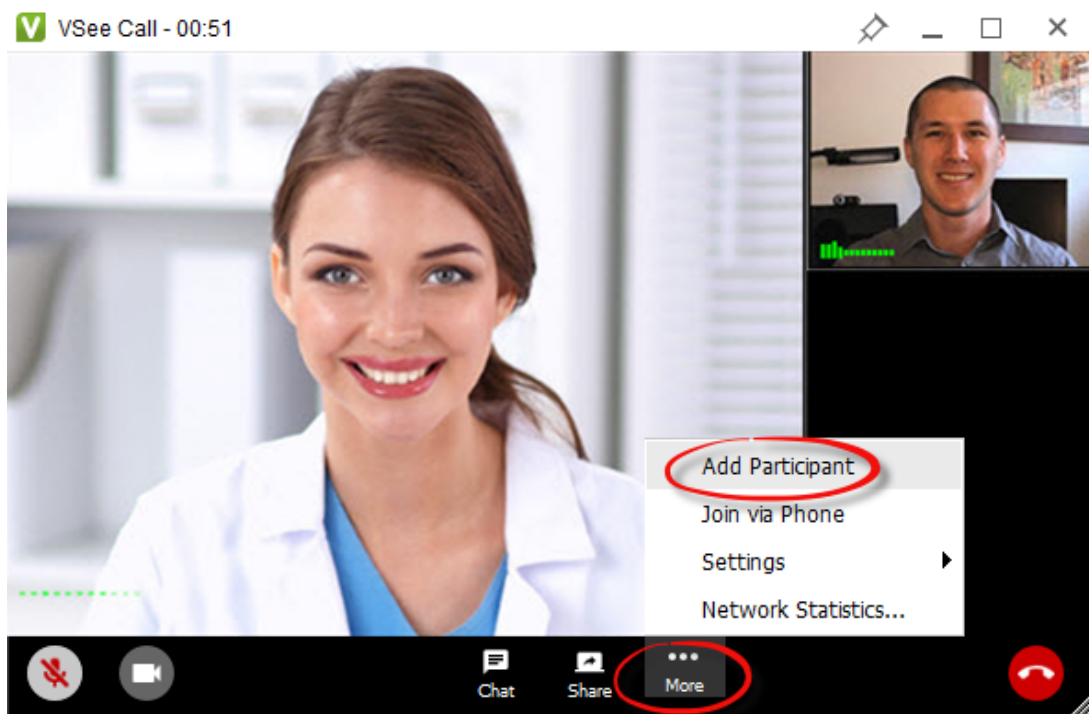 VSee Call - 00:51
Add Participant
Join via Phone
Settings
Network Statistics...
Chat
Share
More